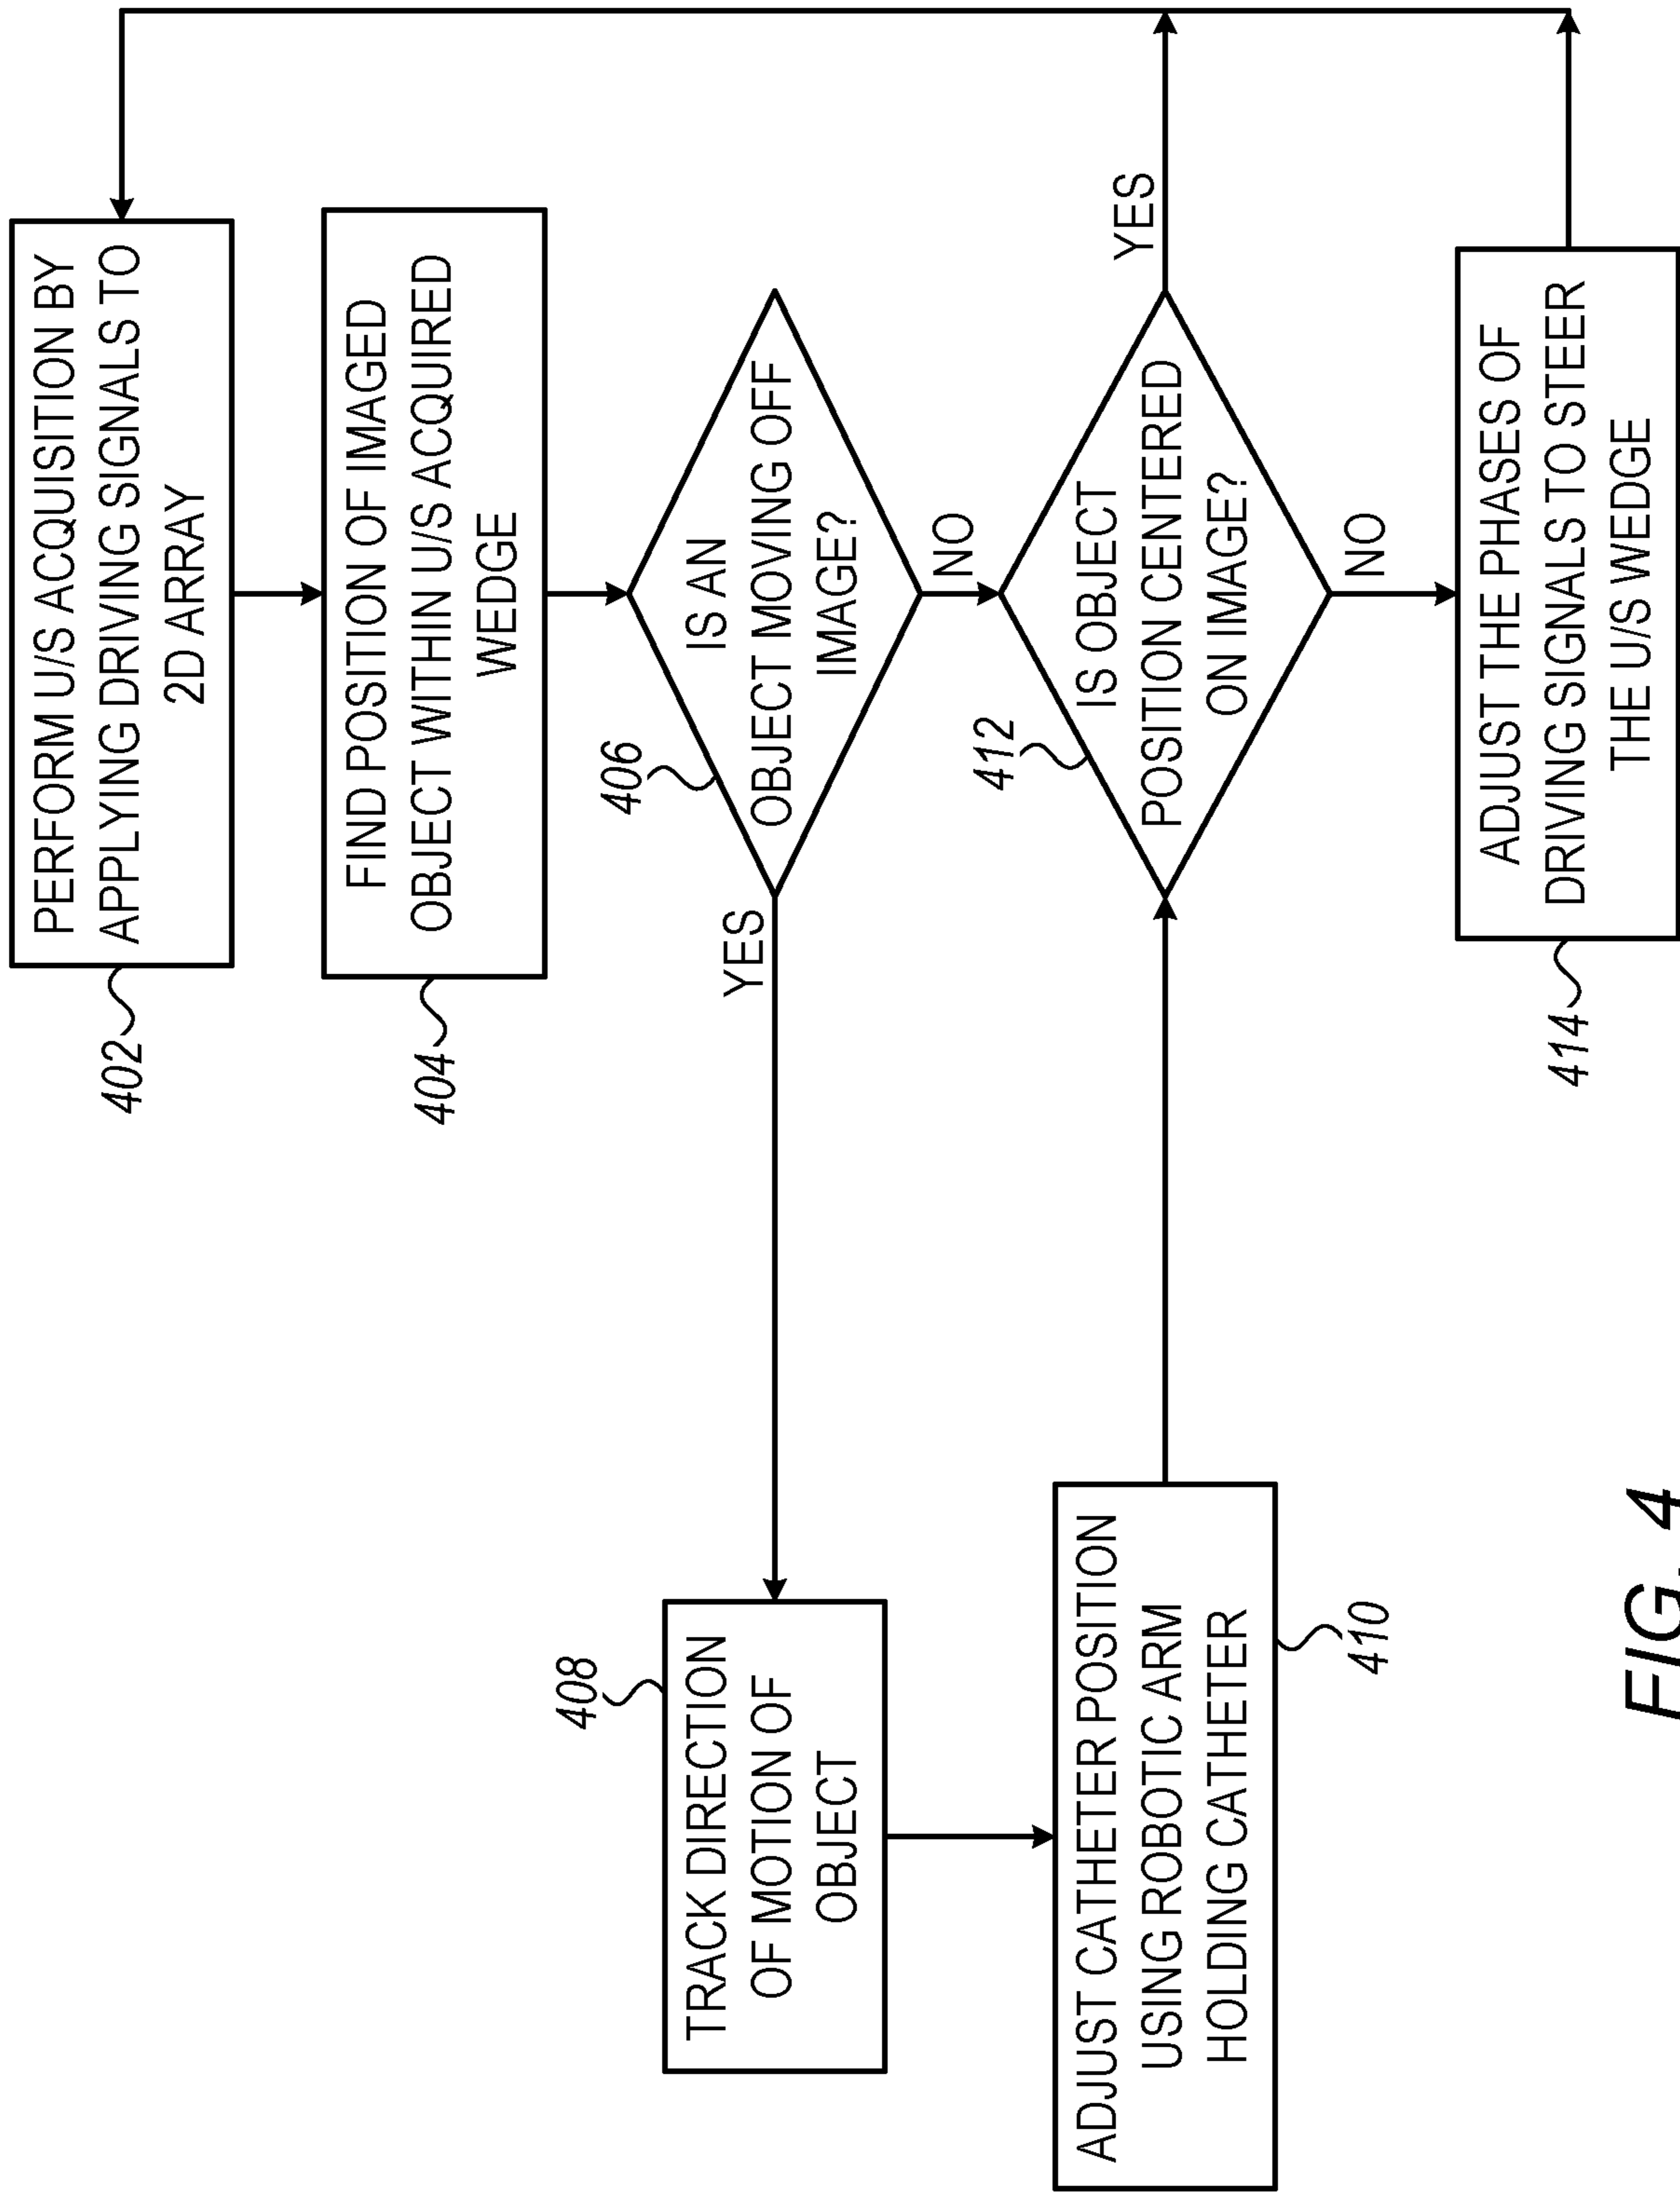 PERFORM U/S ACQUISITION BY
APPLYING DRIVING SIGNALS TO
2D ARRAY
402
FIND POSITION OF IMAGED
OBJECT WITHIN U/S ACQUIRED
WEDGE
404
406
IS AN
OBJECT MOVING OFF
IMAGE?
YES
NO
408
TRACK DIRECTION
OF MOTION OF
OBJECT
ADJUST CATHETER POSITION
USING ROBOTIC ARM
HOLDING CATHETER
410
412
IS OBJECT
POSITION CENTERED
ON IMAGE?
YES
NO
ADJUST THE PHASES OF
DRIVING SIGNALS TO STEER
THE U/S WEDGE
414
FIG. 4